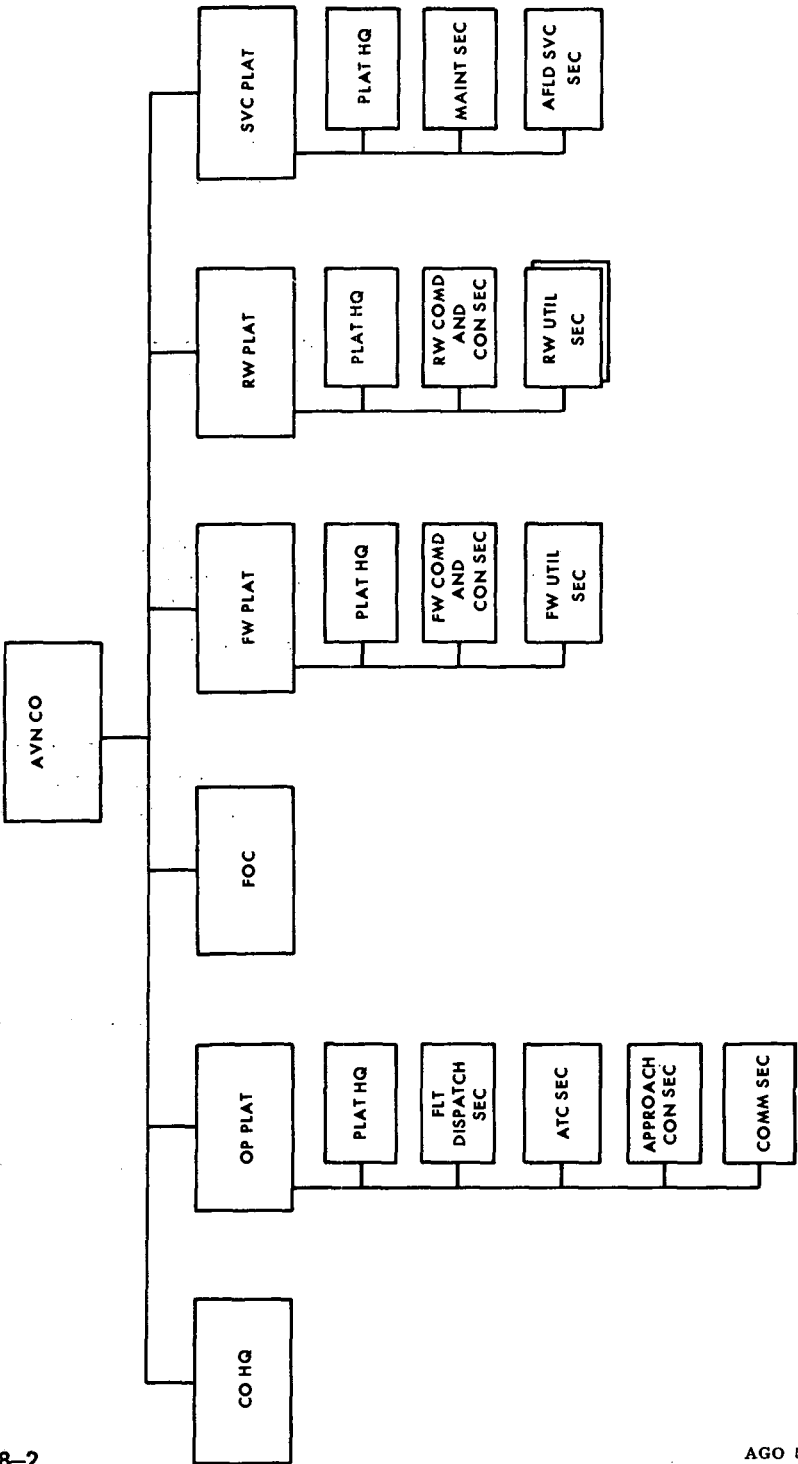 AVN CO
CO HQ
OP PLAT
PLAT HQ
FLT
DISPATCH
SEC
ATC SEC
APPROACH
CON SEC
COMM SEC
FOC
FW PLAT
PLAT HQ
FW COMD
AND
CON SEC
FW UTIL
SEC
RW PLAT
PLAT HQ
RW COMD
AND
CON SEC
RW UTIL
SEC
SVC PLAT
PLAT HQ
MAINT SEC
AFLD SVC
SEC
8–2
AGO